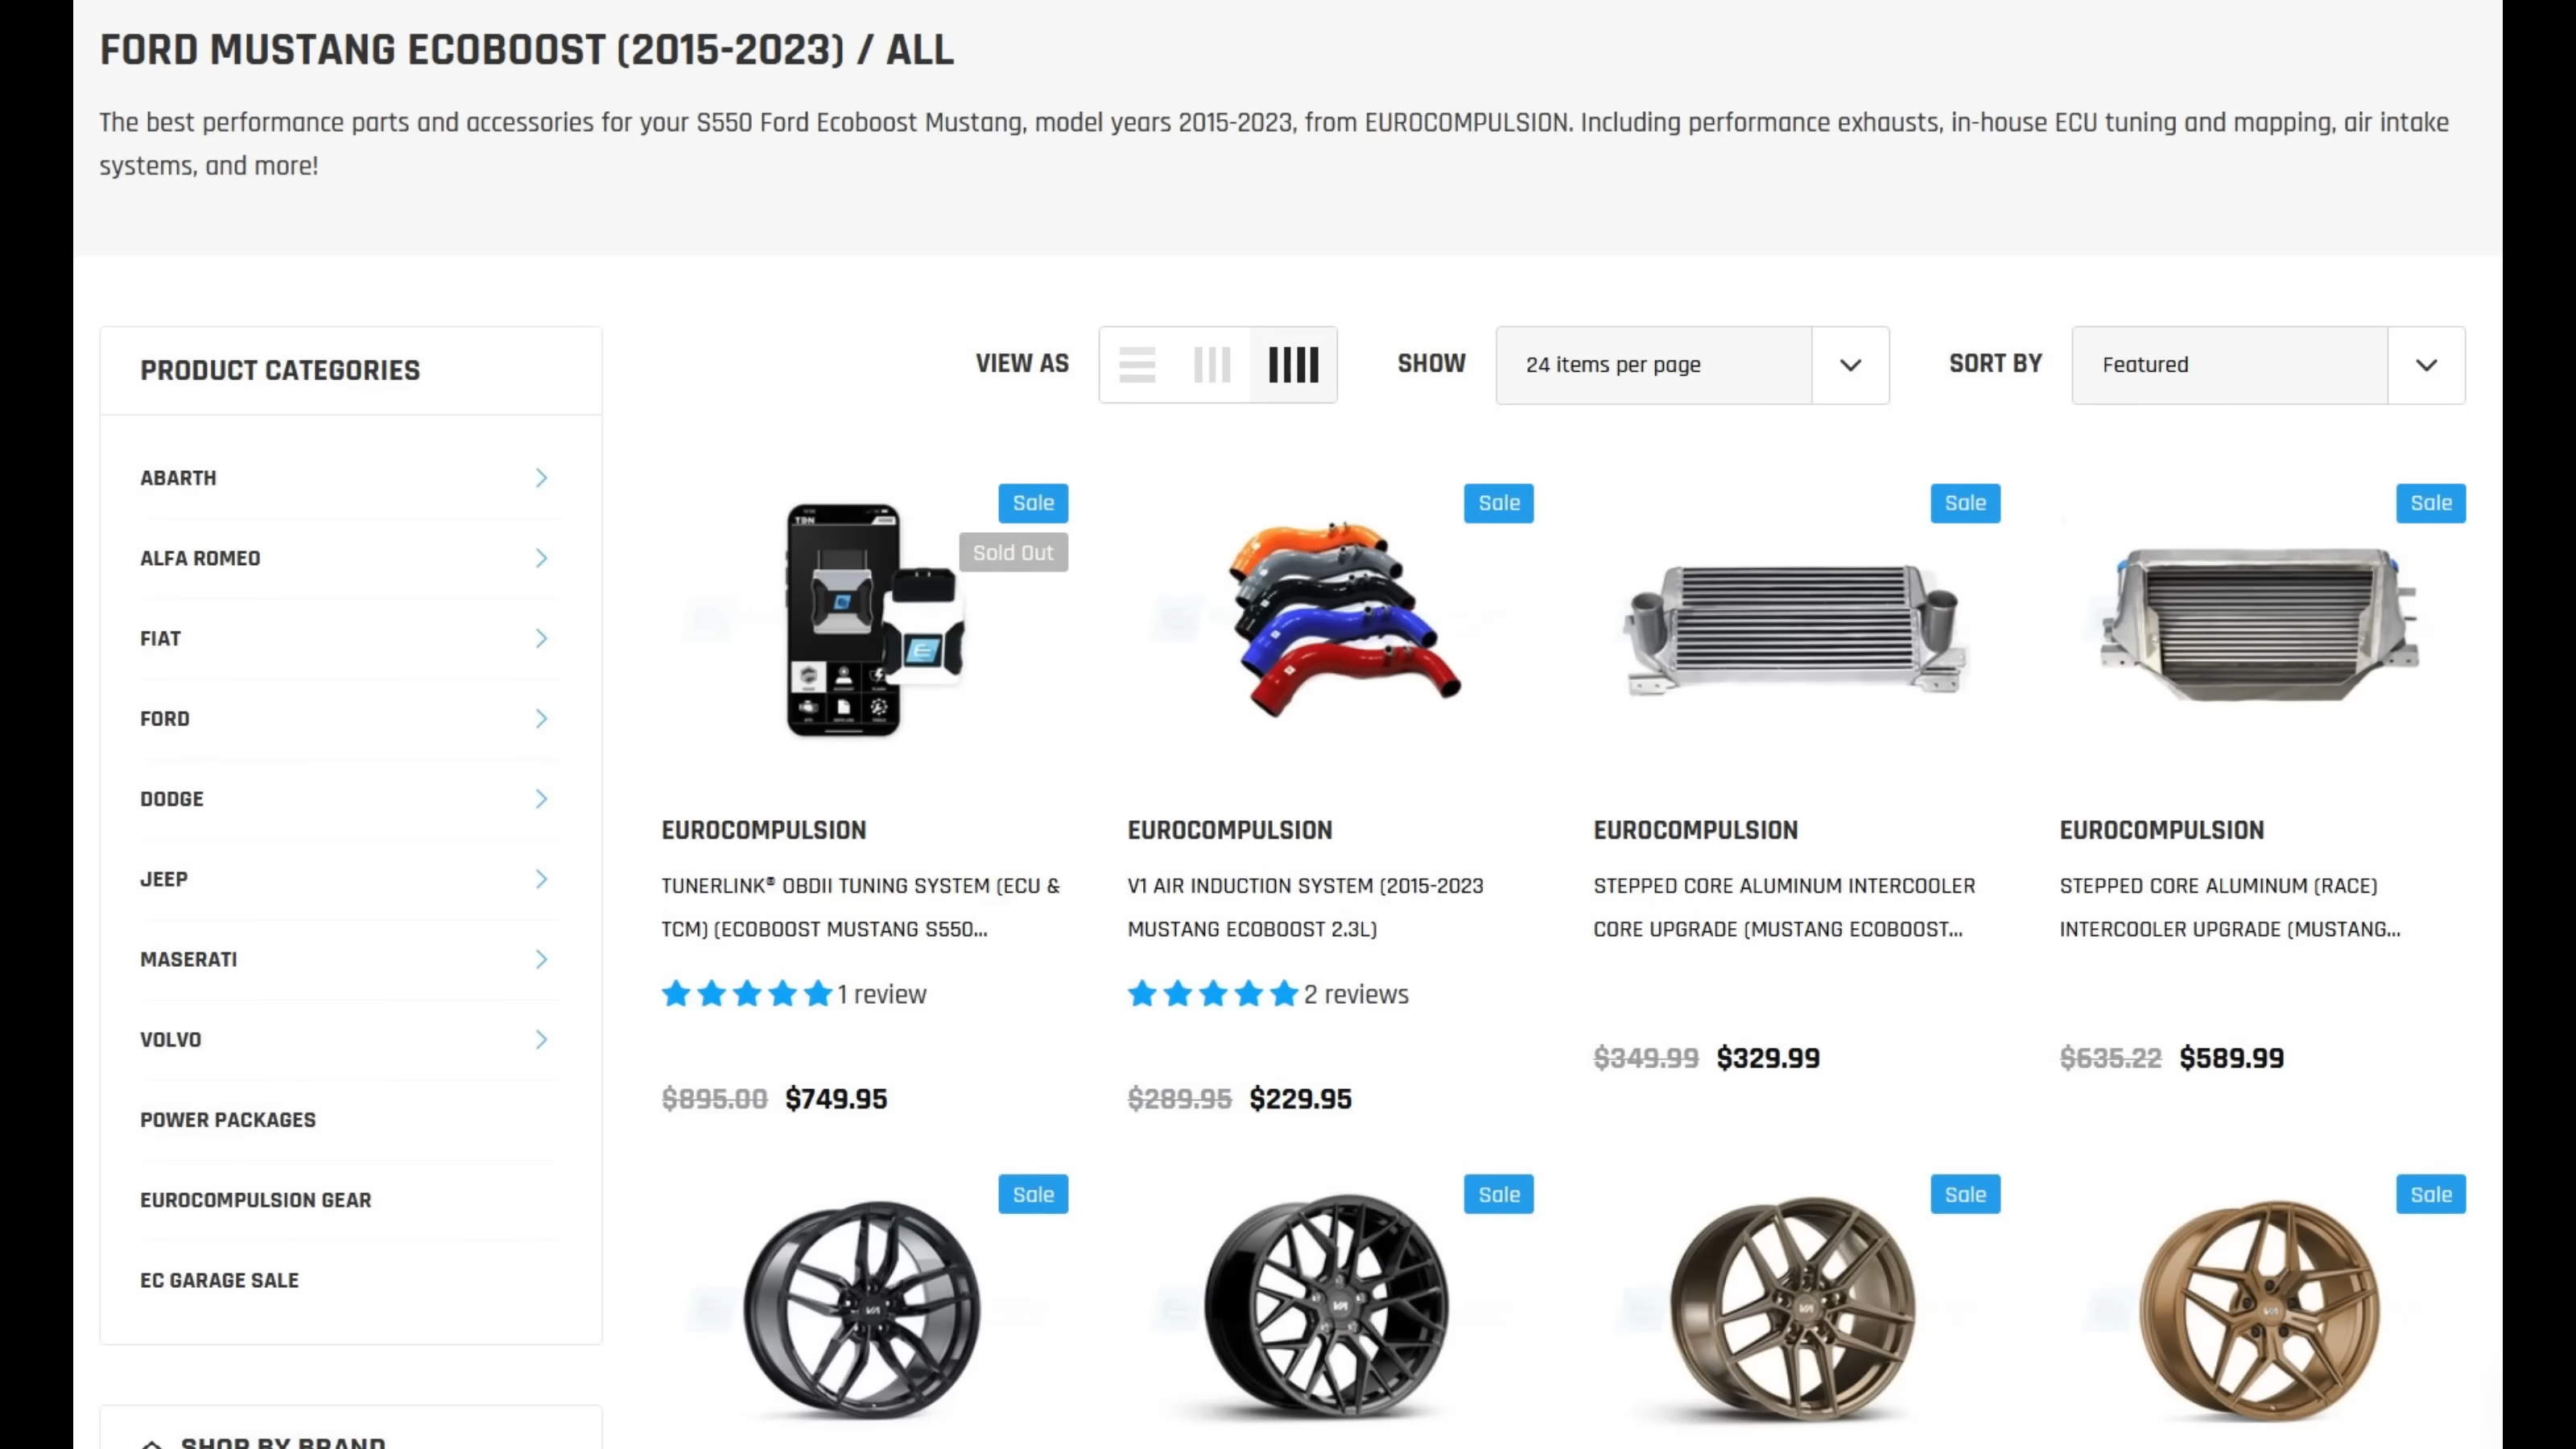 FORD MUSTANG ECOBOOST (2015-2023) / ALL
The best performance parts and accessories for your S550 Ford Ecoboost Mustang, model years 2015-2023, from EUROCOMPULSION. Including performance exhausts, in-house ECU tuning and mapping, air intake
systems, and more!
VIEW AS
SHOW
24 items per page
SORT BY
Featured
PRODUCT CATEGORIES
ABARTH
ALFA ROMEO
FIAT
FORD
DODGE
JEEP
MASERATI
VOLVO
POWER PACKAGES
EUROCOMPULSION GEAR
EC GARAGE SALE
SHOP BY BRAND
Sale
Sold Out
EUROCOMPULSION
TUNERLINK® OBDII TUNING SYSTEM (ECU &
TCM) (ECOBOOST MUSTANG S550...
1 review
$895.00 $749.95
Sale
EUROCOMPULSION
V1 AIR INDUCTION SYSTEM (2015-2023
MUSTANG ECOBOOST 2.3L)
2 reviews
$289.95 $229.95
Sale
EUROCOMPULSION
STEPPED CORE ALUMINUM INTERCOOLER
CORE UPGRADE (MUSTANG ECOBOOST...
$349.99 $329.99
Sale
EUROCOMPULSION
STEPPED CORE ALUMINUM (RACE)
INTERCOOLER UPGRADE (MUSTANG...
$635.22 $589.99
Sale
Sale
Sale
Sale